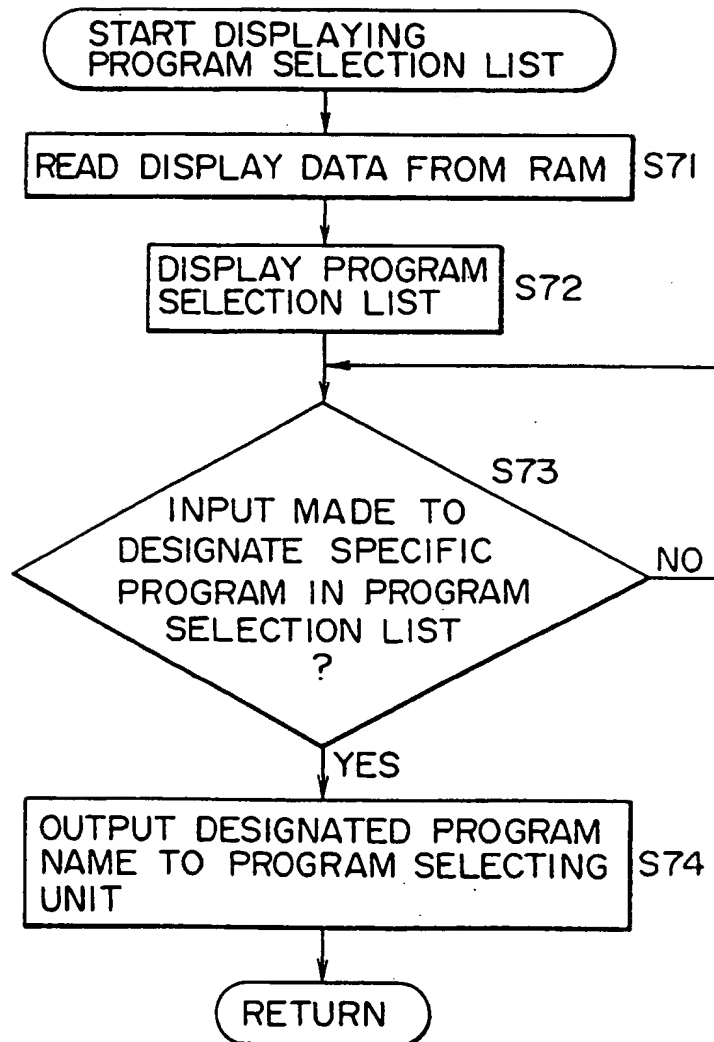 START DISPLAYING
PROGRAM SELECTION LIST
READ DISPLAY DATA FROM RAM
S71
DISPLAY PROGRAM
SELECTION LIST
S72
S73
INPUT MADE TO
DESIGNATE SPECIFIC
PROGRAM IN PROGRAM
SELECTION LIST
?
NO
YES
OUTPUT DESIGNATED PROGRAM
NAME TO PROGRAM SELECTING
UNIT
S74
RETURN